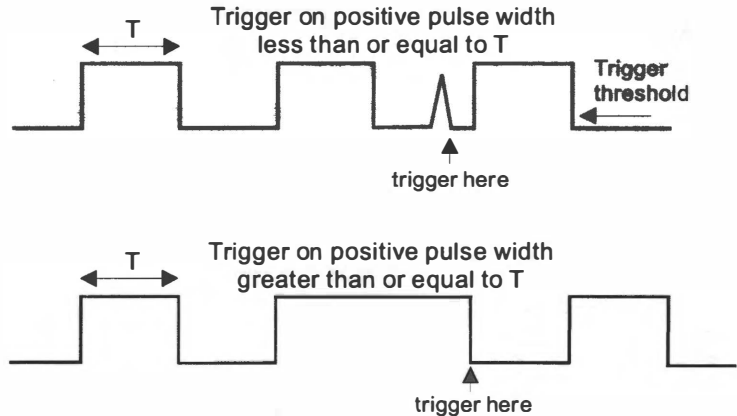 Trigger on positive pulse width
less than or equal to T
T
Trigger
threshold
trigger here
Trigger on positive pulse width
greater than or equal to T
T
trigger here